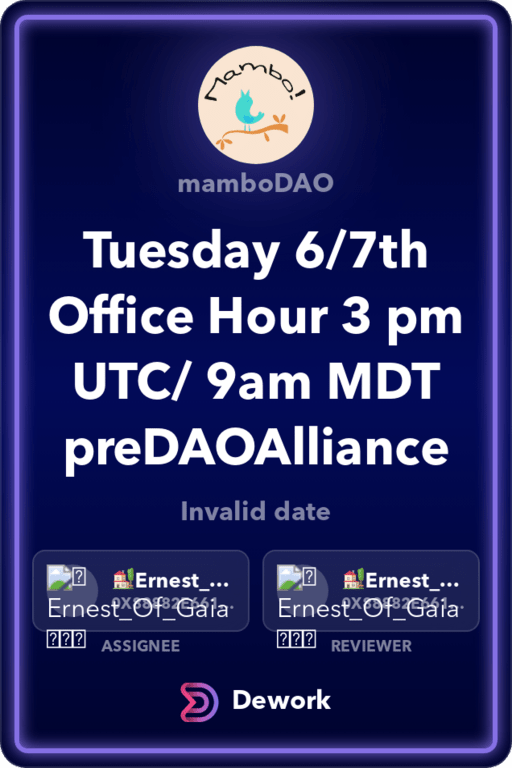 Mambo!
mamboDAO
Tuesday 6/7th
Office Hour 3 pm
UTC/ 9am MDT
preDAOAlliance
Invalid date
🏡Ernest_...
Ernest_Of_Gaia
ASSIGNEE
🏡Ernest_...
Ernest_Of_Gaia
REVIEWER
Dework